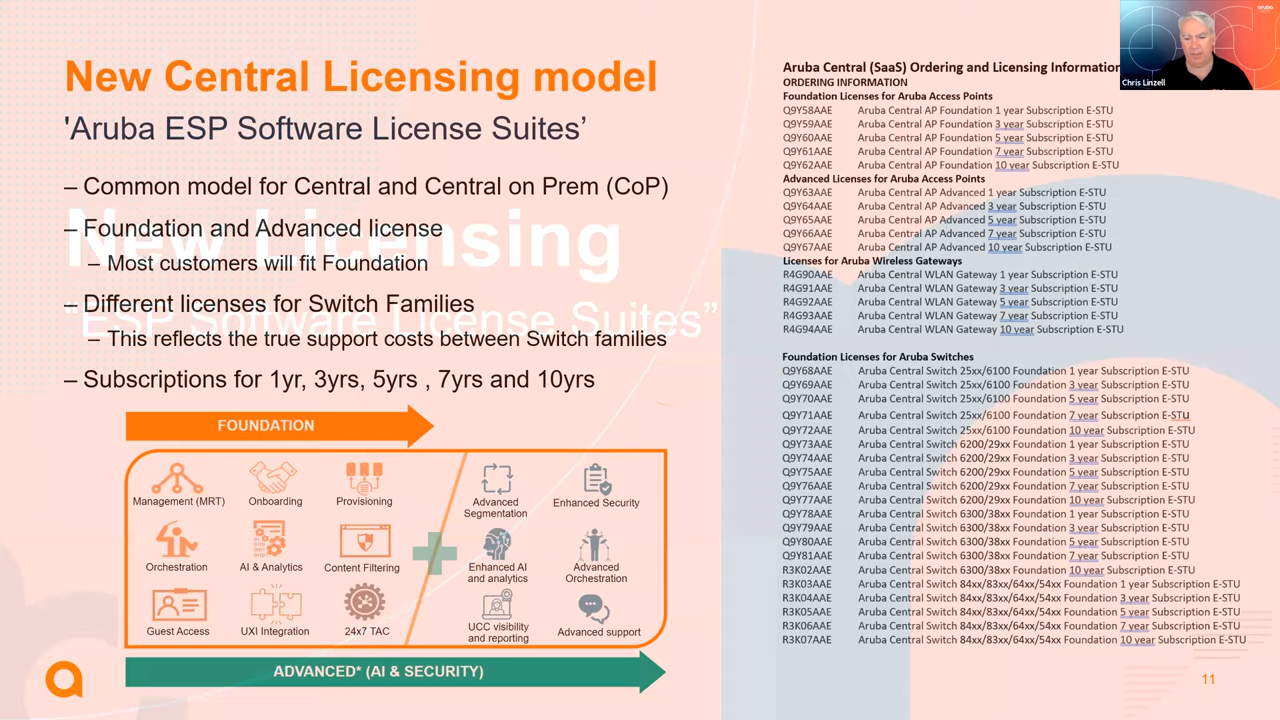 New Central Licensing model
'Aruba ESP Software License Suites'
– Common model for Central and Central on Prem (CoP)
– Foundation and Advanced license
– Most customers will fit Foundation
– Different licenses for Switch Families
– This reflects the true support costs between Switch families
– Subscriptions for 1yr, 3yrs, 5yrs , 7yrs and 10yrs
New Licensing
"ESP Software License Suites"
FOUNDATION
Management (MRT)
Onboarding
Provisioning
Advanced
Segmentation
Enhanced Security
Orchestration
AI & Analytics
Content Filtering
Enhanced AI
and analytics
Advanced
Orchestration
Guest Access
UXI Integration
24x7 TAC
UCC visibility
and reporting
Advanced support
ADVANCED* (AI & SECURITY)
Aruba Central (SaaS) Ordering and Licensing Information
ORDERING INFORMATION
Foundation Licenses for Aruba Access Points
Q9Y58AAE Aruba Central AP Foundation 1 year Subscription E-STU
Q9Y59AAE Aruba Central AP Foundation 3 year Subscription E-STU
Q9Y60AAE Aruba Central AP Foundation 5 year Subscription E-STU
Q9Y61AAE Aruba Central AP Foundation 7 year Subscription E-STU
Q9Y62AAE Aruba Central AP Foundation 10 year Subscription E-STU
Advanced Licenses for Aruba Access Points
Q9Y63AAE Aruba Central AP Advanced 1 year Subscription E-STU
Q9Y64AAE Aruba Central AP Advanced 3 year Subscription E-STU
Q9Y65AAE Aruba Central AP Advanced 5 year Subscription E-STU
Q9Y66AAE Aruba Central AP Advanced 7 year Subscription E-STU
Q9Y67AAE Aruba Central AP Advanced 10 year Subscription E-STU
Licenses for Aruba Wireless Gateways
R4G90AAE Aruba Central WLAN Gateway 1 year Subscription E-STU
R4G91AAE Aruba Central WLAN Gateway 3 year Subscription E-STU
R4G92AAE Aruba Central WLAN Gateway 5 year Subscription E-STU
R4G93AAE Aruba Central WLAN Gateway 7 year Subscription E-STU
R4G94AAE Aruba Central WLAN Gateway 10 year Subscription E-STU
Foundation Licenses for Aruba Switches
Q9Y68AAE Aruba Central Switch 25xx/6100 Foundation 1 year Subscription E-STU
Q9Y69AAE Aruba Central Switch 25xx/6100 Foundation 3 year Subscription E-STU
Q9Y70AAE Aruba Central Switch 25xx/6100 Foundation 5 year Subscription E-STU
Q9Y71AAE Aruba Central Switch 25xx/6100 Foundation 7 year Subscription E-STu
Q9Y72AAE Aruba Central Switch 25xx/6100 Foundation 10 year Subscription E-STU
Q9Y73AAE Aruba Central Switch 6200/29xx Foundation 1 year Subscription E-STU
Q9Y74AAE Aruba Central Switch 6200/29xx Foundation 3 year Subscription E-STU
Q9Y75AAE Aruba Central Switch 6200/29xx Foundation 5 year Subscription E-STU
Q9Y76AAE Aruba Central Switch 6200/29xx Foundation 7 year Subscription E-STU
Q9Y77AAE Aruba Central Switch 6200/29xx Foundation 10 year Subscription E-STU
Q9Y78AAE Aruba Central Switch 6300/38xx Foundation 1 year Subscription E-STU
Q9Y79AAE Aruba Central Switch 6300/38xx Foundation 3 year Subscription E-STU
Q9Y80AAE Aruba Central Switch 6300/38xx Foundation 5 year Subscription E-STU
Q9Y81AAE Aruba Central Switch 6300/38xx Foundation 7 year Subscription E-STU
R3K02AAE Aruba Central Switch 6300/38xx Foundation 10 year Subscription E-STU
R3K03AAE Aruba Central Switch 84xx/83xx/64xx/54xx Foundation 1 year Subscription E-STU
R3K04AAE Aruba Central Switch 84xx/83xx/64xx/54xx Foundation 3 year Subscription E-STU
R3K05AAE Aruba Central Switch 84xx/83xx/64xx/54xx Foundation 5 year Subscription E-STU
R3K06AAE Aruba Central Switch 84xx/83xx/64xx/54xx Foundation 7 year Subscription E-STU
R3K07AAE Aruba Central Switch 84xx/83xx/64xx/54xx Foundation 10 year Subscription E-STU
aruba
Chris Linzell
11